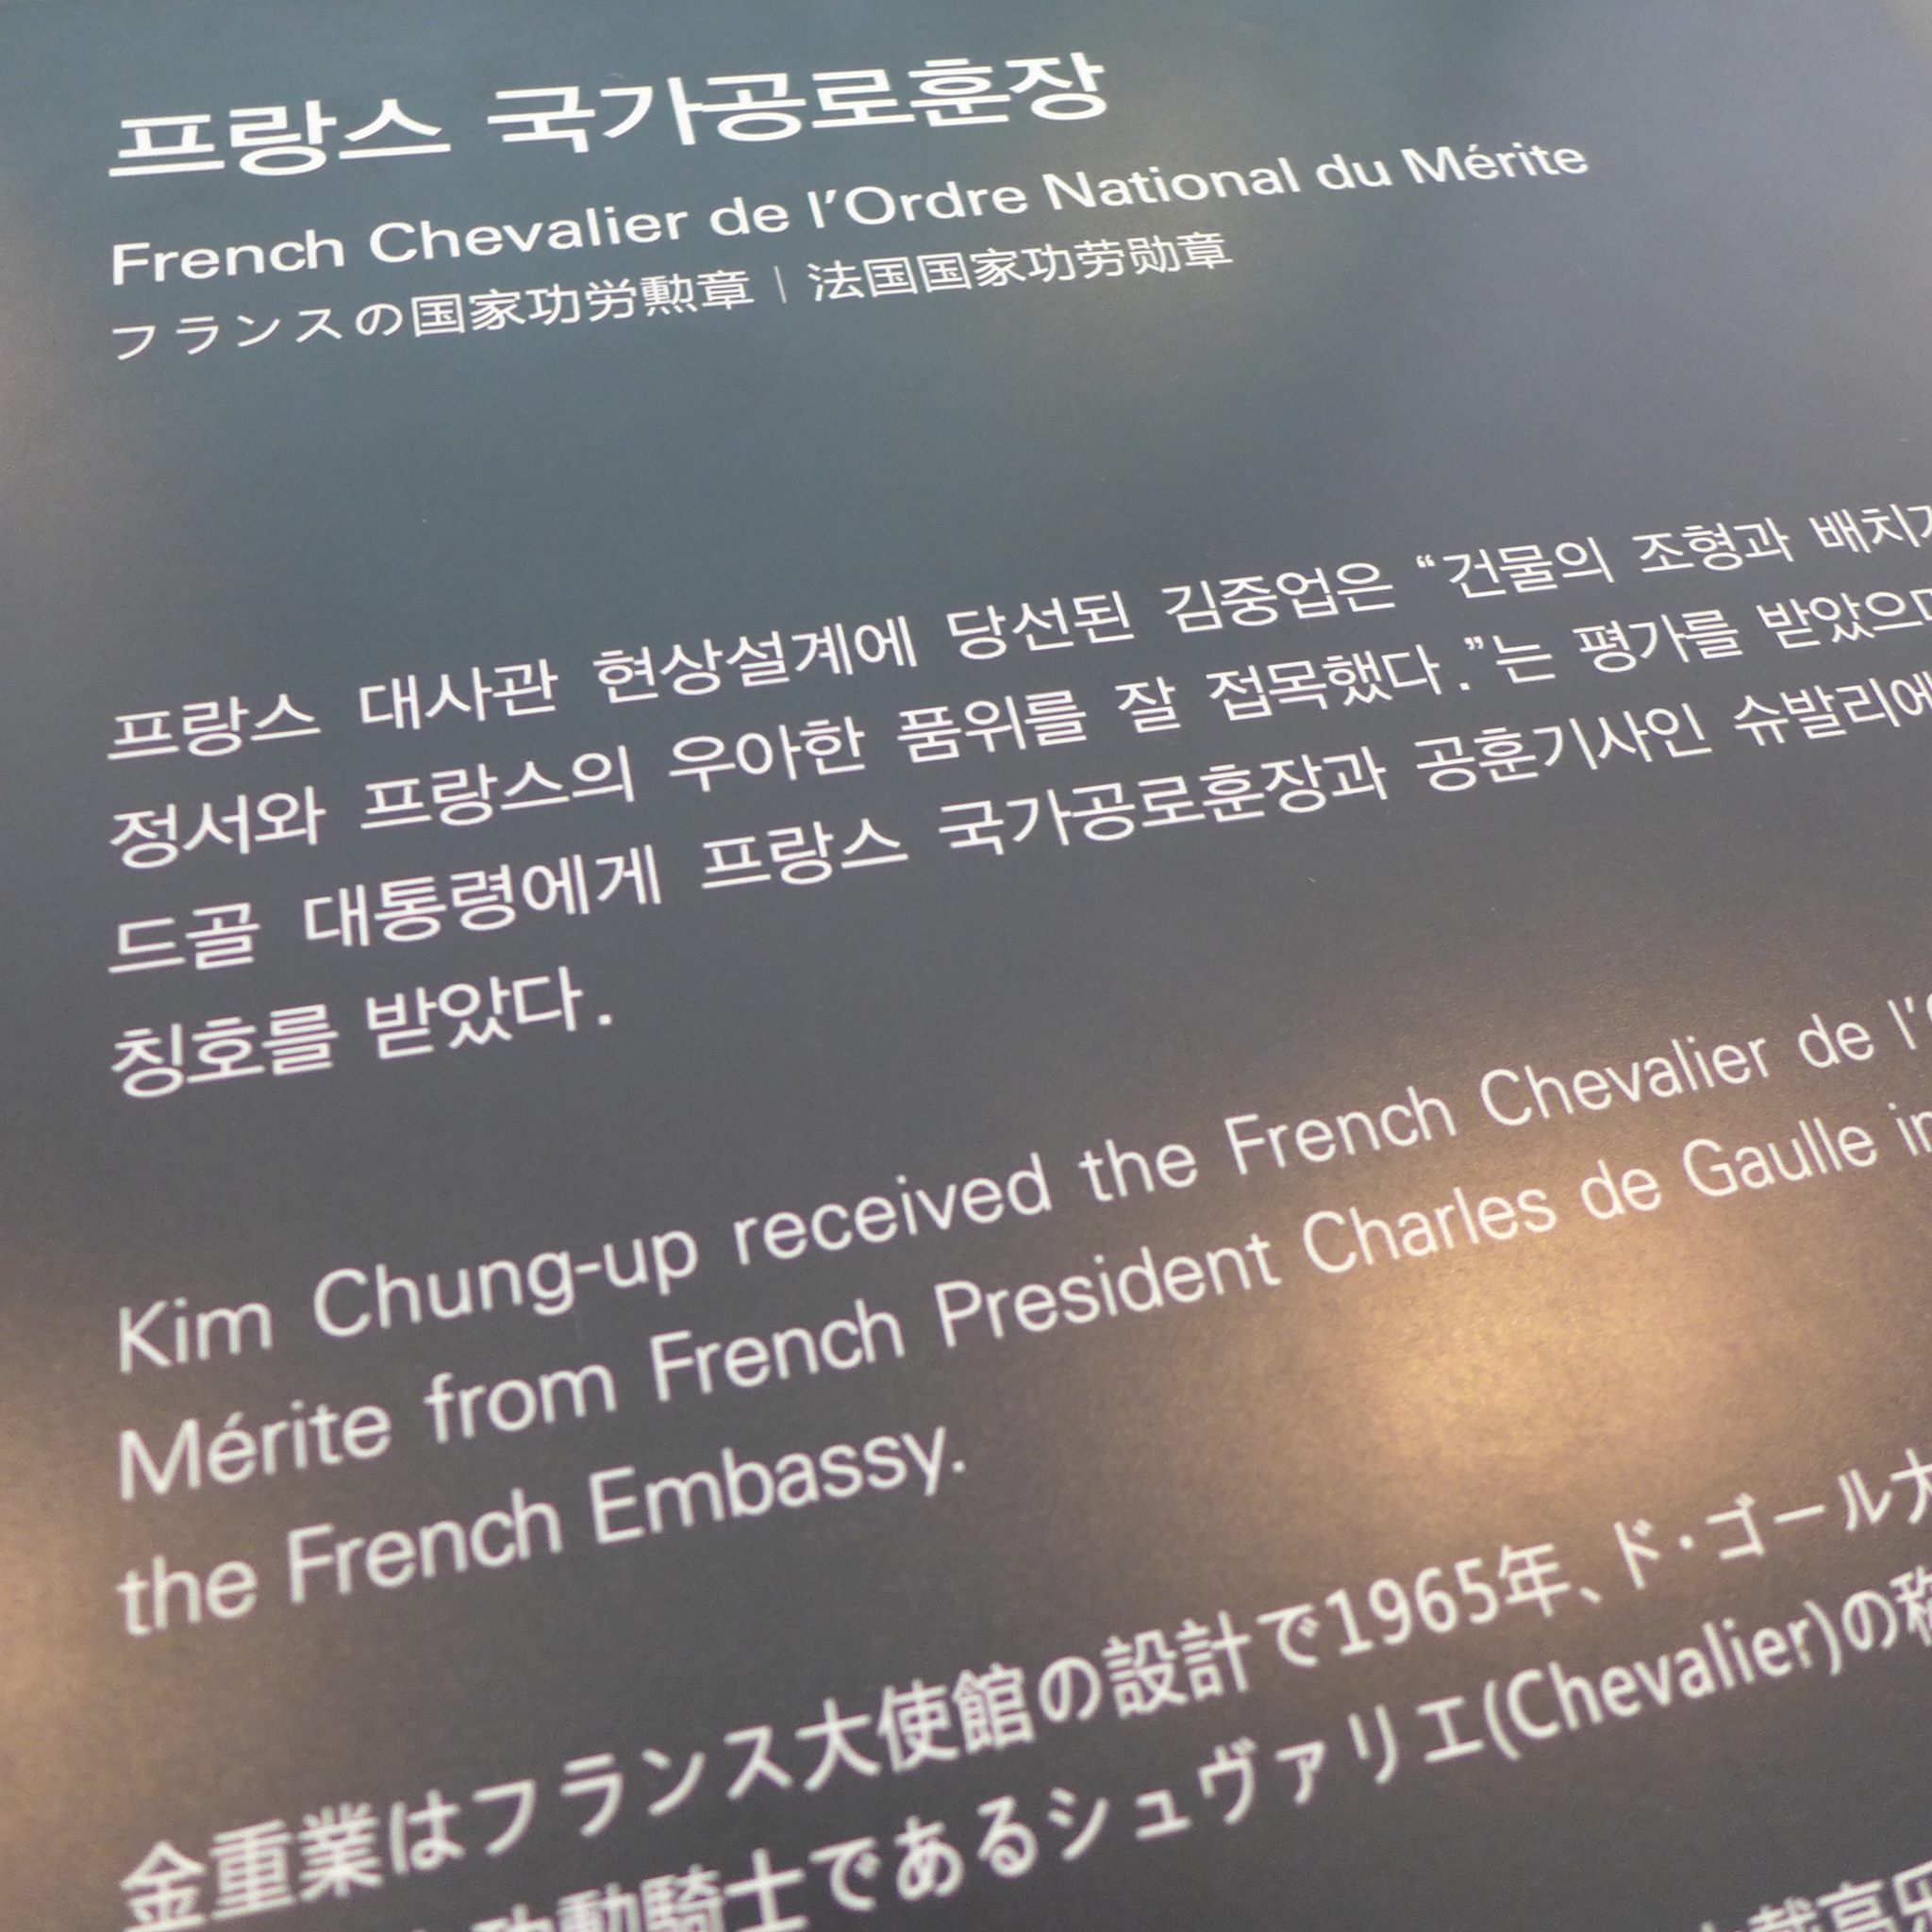 프랑스 국가공로훈장
French Chevalier de l’Ordre National du Mérite
フランスの国家功労勲章 | 法国国家功劳勋章
프랑스 대사관 현상설계에 당선된 김중업은 “건물의 조형과
정서와 프랑스의 우아한 품위를 잘 접목했다.”는 평가를
드골 대통령에게 프랑스 국가공로훈장과 공훈기사인 슈발리에
칭호를 받았다.
Kim Chung-up received the French Chevalier de
Mérite from French President Charles de Gaulle
the French Embassy.
金重業はフランス大使館の設計で1965年、ド・ゴール大
騎士であるシュヴァリエ(Chevalier)の
戴高乐